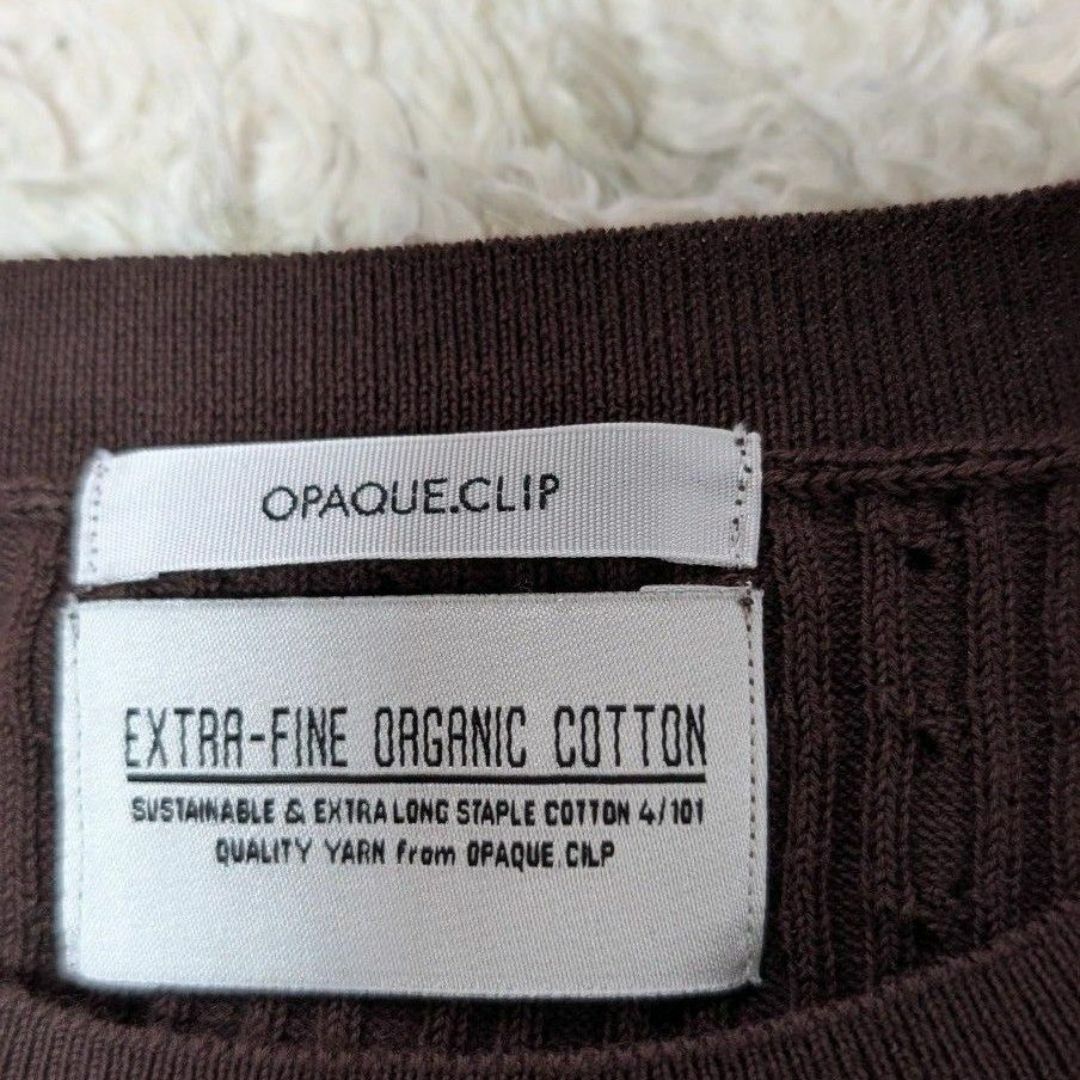 OPAQUE.CLIP
EXTRA-FINE ORGANIC COTTON
SUSTAINABLE & EXTRA LONG STAPLE COTTON 4/101
QUALITY YARN from OPAQUE.CILP